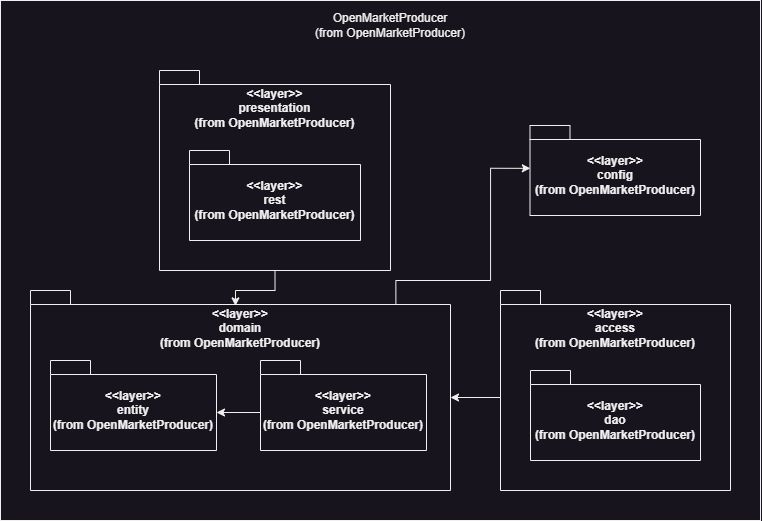 OpenMarketProducer
(from OpenMarketProducer)
<<layer>>
presentation
(from OpenMarketProducer)
<<layer>>
rest
(from OpenMarketProducer)
<<layer>>
config
(from OpenMarketProducer)
<<layer>>
domain
(from OpenMarketProducer)
<<layer>>
entity
(from OpenMarketProducer)
<<layer>>
service
(from OpenMarketProducer)
<<layer>>
access
(from OpenMarketProducer)
<<layer>>
dao
(from OpenMarketProducer)